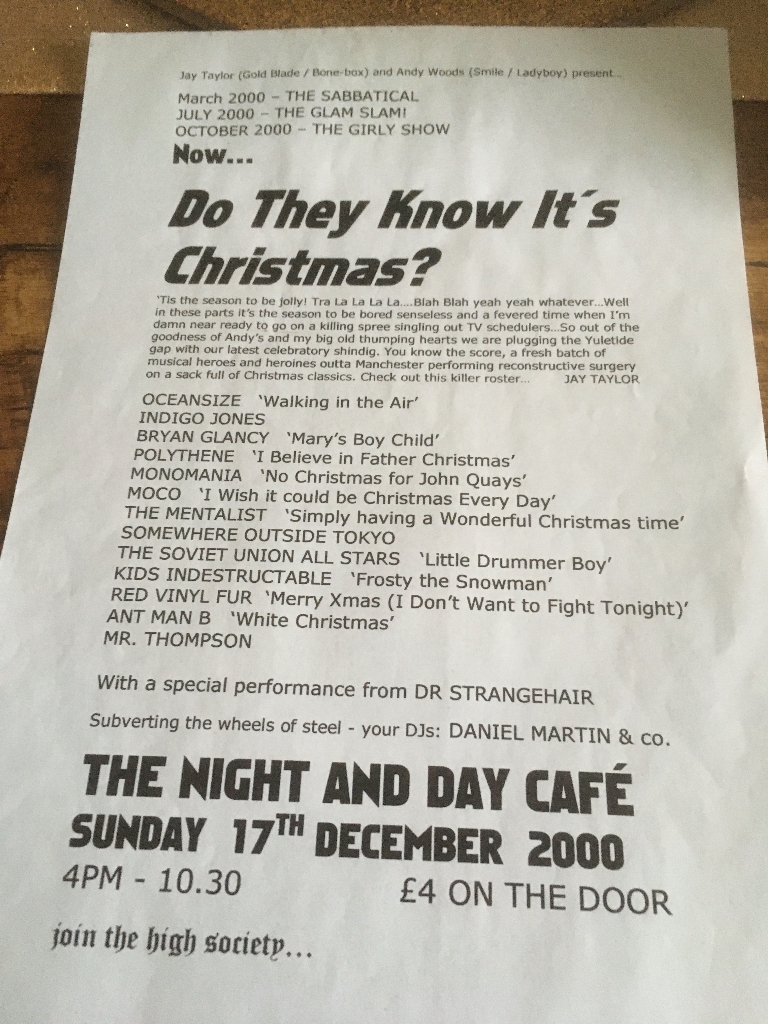 Jay Taylor (Gold Blade / Bone-box) and Andy Woods (Smile / Ladyboy) present...
March 2000 – THE SABBATICAL
JULY 2000 – THE GLAM SLAM!
OCTOBER 2000 – THE GIRLY SHOW
Now...
Do They Know It´s
Christmas?
'Tis the season to be jolly! Tra La La La La....Blah Blah yeah yeah whatever...Well
in these parts it's the season to be bored senseless and a fevered time when I'm
damn near ready to go on a killing spree singling out TV schedulers...So out of the
goodness of Andy's and my big old thumping hearts we are plugging the Yuletide
gap with our latest celebratory shindig. You know the score, a fresh batch of
musical heroes and heroines outta Manchester performing reconstructive surgery
on a sack full of Christmas classics. Check out this killer roster... JAY TAYLOR
OCEANSIZE 'Walking in the Air'
INDIGO JONES
BRYAN GLANCY 'Mary's Boy Child'
POLYTHENE 'I Believe in Father Christmas'
MONOMANIA 'No Christmas for John Quays'
MOCO 'I Wish it could be Christmas Every Day'
THE MENTALIST 'Simply having a Wonderful Christmas time'
SOMEWHERE OUTSIDE TOKYO
THE SOVIET UNION ALL STARS 'Little Drummer Boy'
KIDS INDESTRUCTABLE 'Frosty the Snowman'
RED VINYL FUR 'Merry Xmas (I Don't Want to Fight Tonight)'
ANT MAN B 'White Christmas'
MR. THOMPSON
With a special performance from DR STRANGEHAIR
Subverting the wheels of steel - your DJs: DANIEL MARTIN & co.
THE NIGHT AND DAY CAFÉ
SUNDAY 17TH DECEMBER 2000
4PM - 10.30 £4 ON THE DOOR
join the high society...